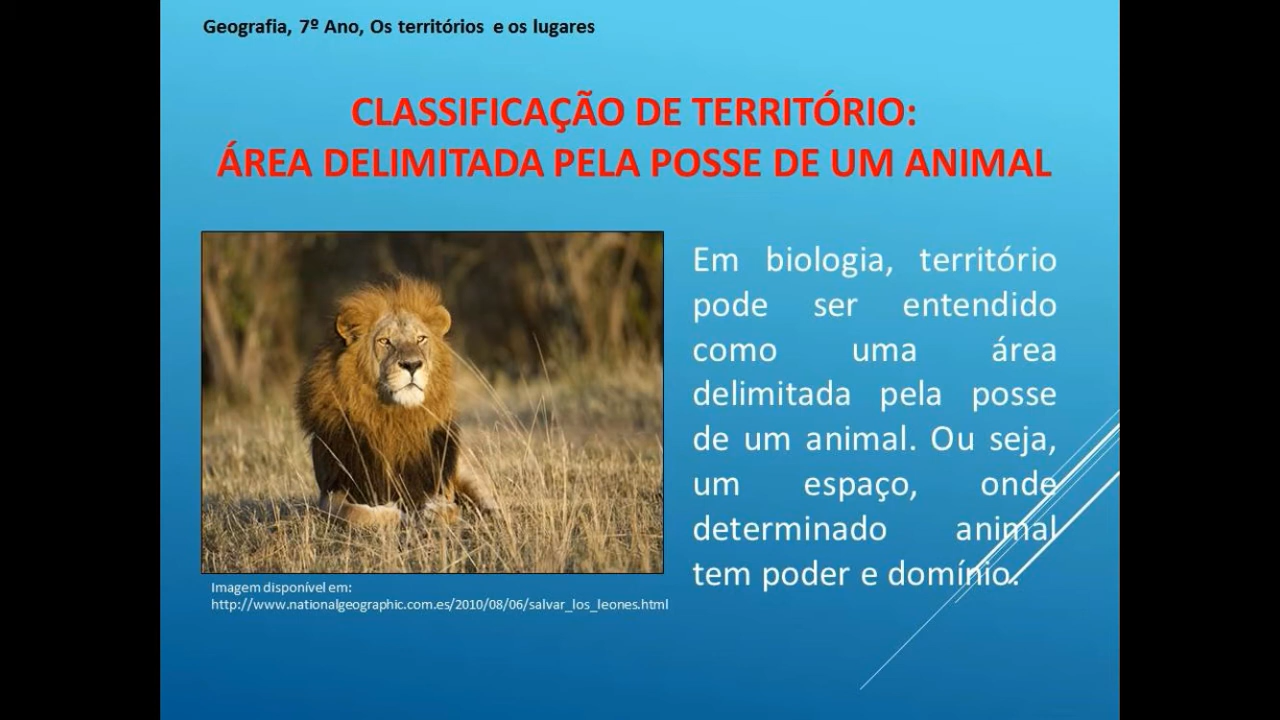 Geografia, 7º Ano, Os territórios e os lugares
CLASSIFICAÇÃO DE TERRITÓRIO:
ÁREA DELIMITADA PELA POSSE DE UM ANIMAL
Em biologia, território
pode ser entendido
como uma área
delimitada pela posse
de um animal. Ou seja,
um espaço, onde
determinado animal
tem poder e domínio.
Imagem disponível em:
http://www.nationalgeographic.com.es/2010/08/06/salvar_los_leones.html